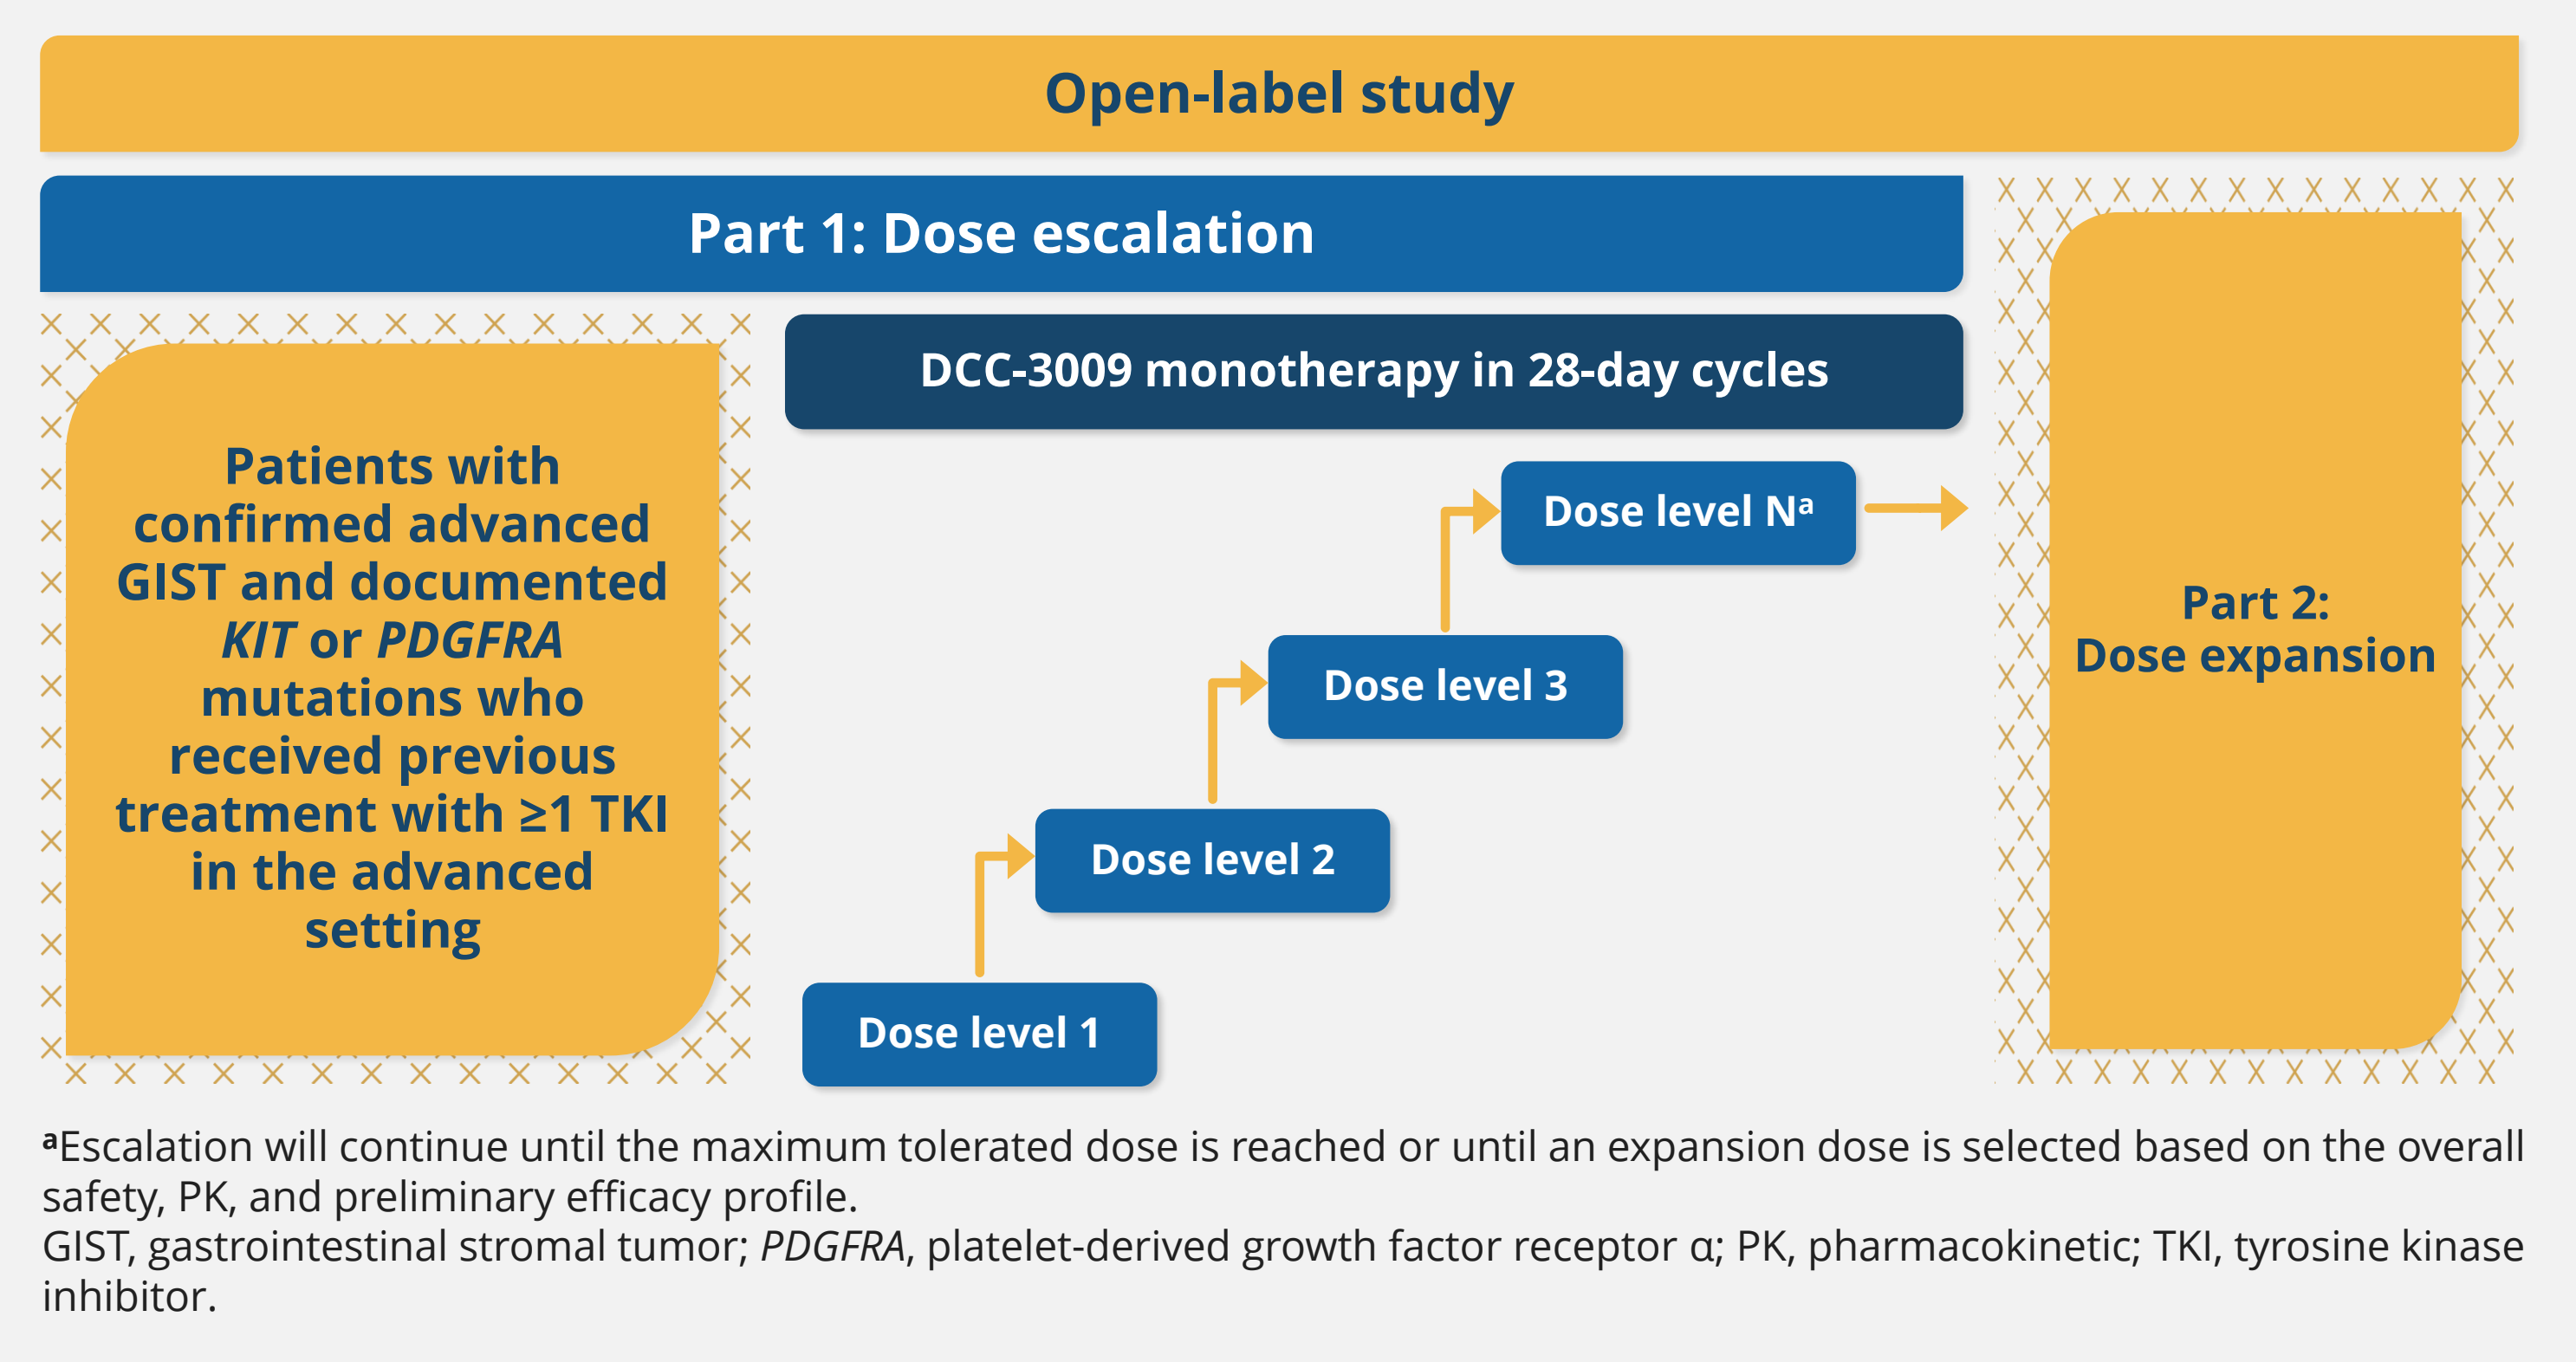 Open-label study
Part 1: Dose escalation
Patients with
confirmed advanced
GIST and documented
KIT or PDGFRA
mutations who
received previous
treatment with ≥1 TKI
in the advanced
setting
DCC-3009 monotherapy in 28-day cycles
Dose level 1
Dose level 2
Dose level 3
Dose level Nᵃ
Part 2:
Dose expansion
ᵃEscalation will continue until the maximum tolerated dose is reached or until an expansion dose is selected based on the overall
safety, PK, and preliminary efficacy profile.
GIST, gastrointestinal stromal tumor; PDGFRA, platelet-derived growth factor receptor α; PK, pharmacokinetic; TKI, tyrosine kinase
inhibitor.